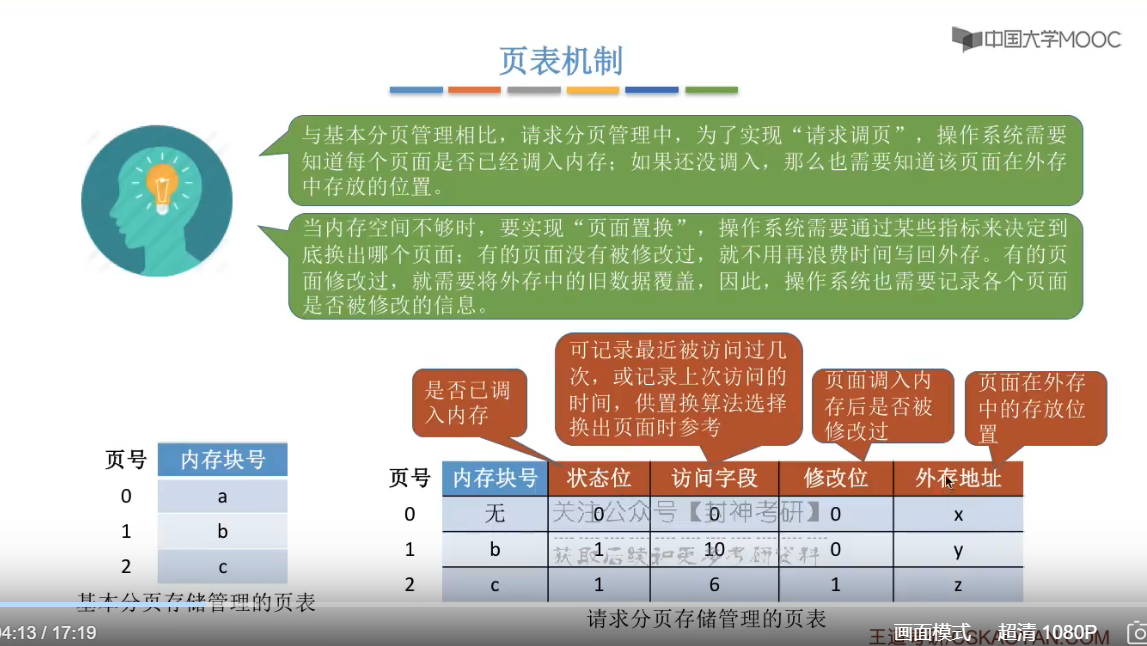 中国大学MOOC
页表机制
与基本分页管理相比，请求分页管理中，为了实现“请求调页”，操作系统需要
知道每个页面是否已经调入内存；如果还没调入，那么也需要知道该页面在外存
中存放的位置。
当内存空间不够时，要实现“页面置换”，操作系统需要通过某些指标来决定到
底换出哪个页面；有的页面没有被修改过，就不用再浪费时间写回外存。有的页
面修改过，就需要将外存中的旧数据覆盖，因此，操作系统也需要记录各个页面
是否被修改的信息。
是否已调
入内存
可记录最近被访问过几
次，或记录上次访问的
时间，供置换算法选择
换出页面时参考
页面调入内
存后是否被
修改过
页面在外存
中的存放位
置
页号 内存块号
0 a
1 b
2 c
基本分页存储管理的页表
页号 内存块号 状态位 访问字段 修改位 外存地址
0 无 0 0 0 x
1 b 1 10 0 y
2 c 1 6 1 z
请求分页存储管理的页表
关注公众号【封神考研】
获取后续和更多考研资料
04:13 / 17:19
画面模式 超清 1080P